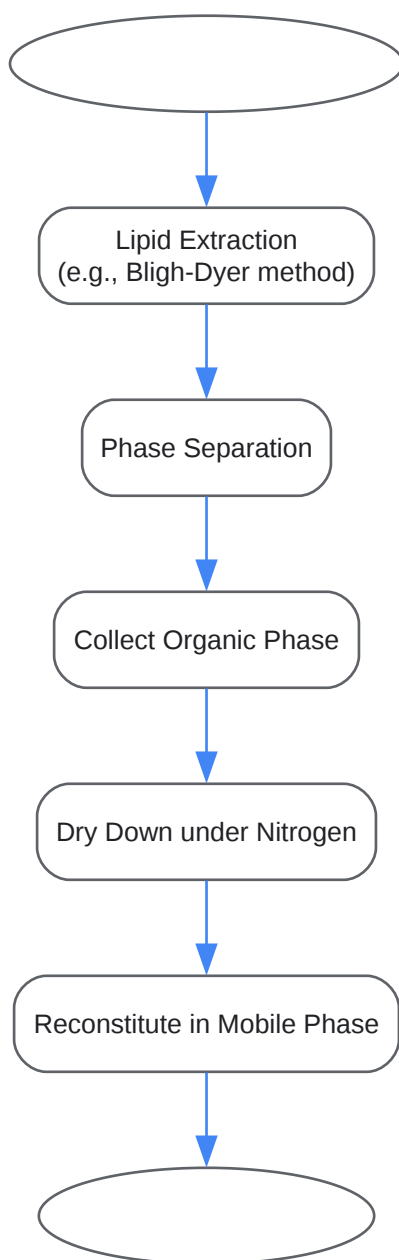 Lipid Extraction
(e.g., Bligh-Dyer method)
Phase Separation
Collect Organic Phase
Dry Down under Nitrogen
Reconstitute in Mobile Phase